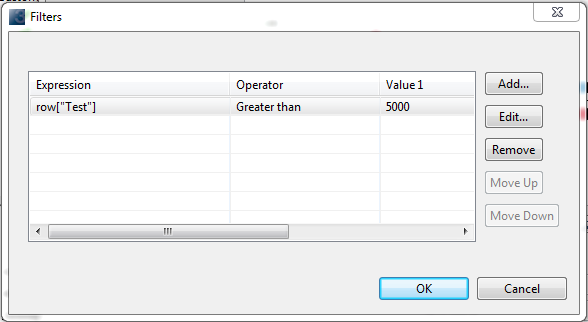 Filters
Expression Operator Value 1
row["Test"] Greater than 5000
Add...
Edit...
Remove
Move Up
Move Down
OK Cancel